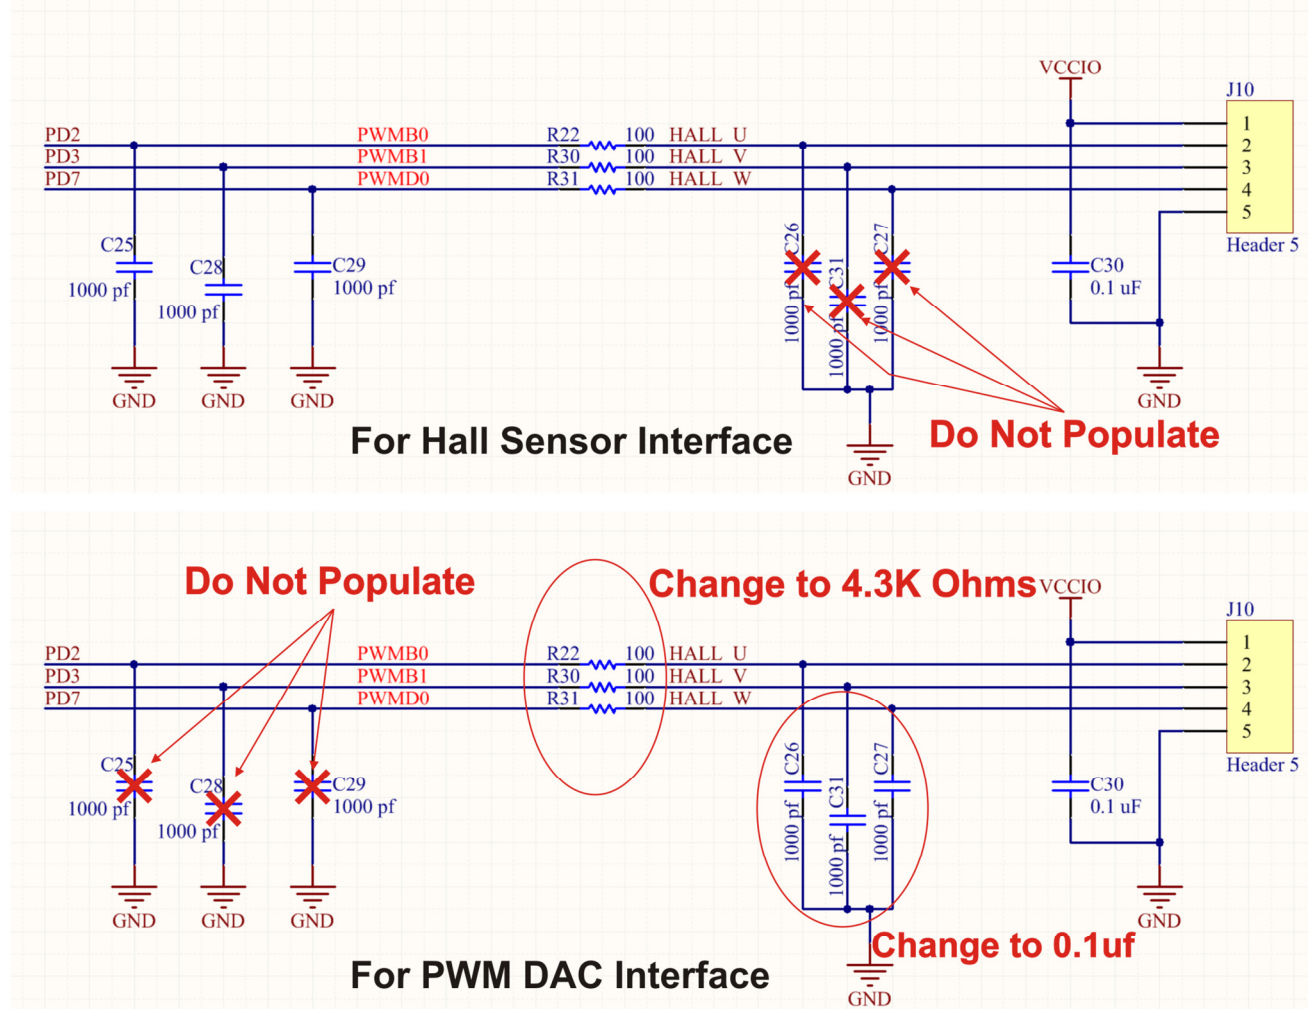 VCCIO
J10
PD2 PWMB0 R22 100 HALL U 1
PD3 PWMB1 R30 100 HALL V 2
PD7 PWMD0 R31 100 HALL W 3
4
5
Header 5
C25
1000 pf
C28
1000 pf
C29
1000 pf
C26
1000 pf
C31
1000 pf
C27
1000 pf
C30
0.1 uF
GND
GND
GND
GND
GND
For Hall Sensor Interface
Do Not Populate
Do Not Populate
Change to 4.3K Ohms
VCCIO
J10
PD2 PWMB0 R22 100 HALL U 1
PD3 PWMB1 R30 100 HALL V 2
PD7 PWMD0 R31 100 HALL W 3
4
5
Header 5
C25
1000 pf
C28
1000 pf
C29
1000 pf
C26
1000 pf
C31
1000 pf
C27
1000 pf
C30
0.1 uF
GND
GND
GND
GND
Change to 0.1uf
For PWM DAC Interface
GND